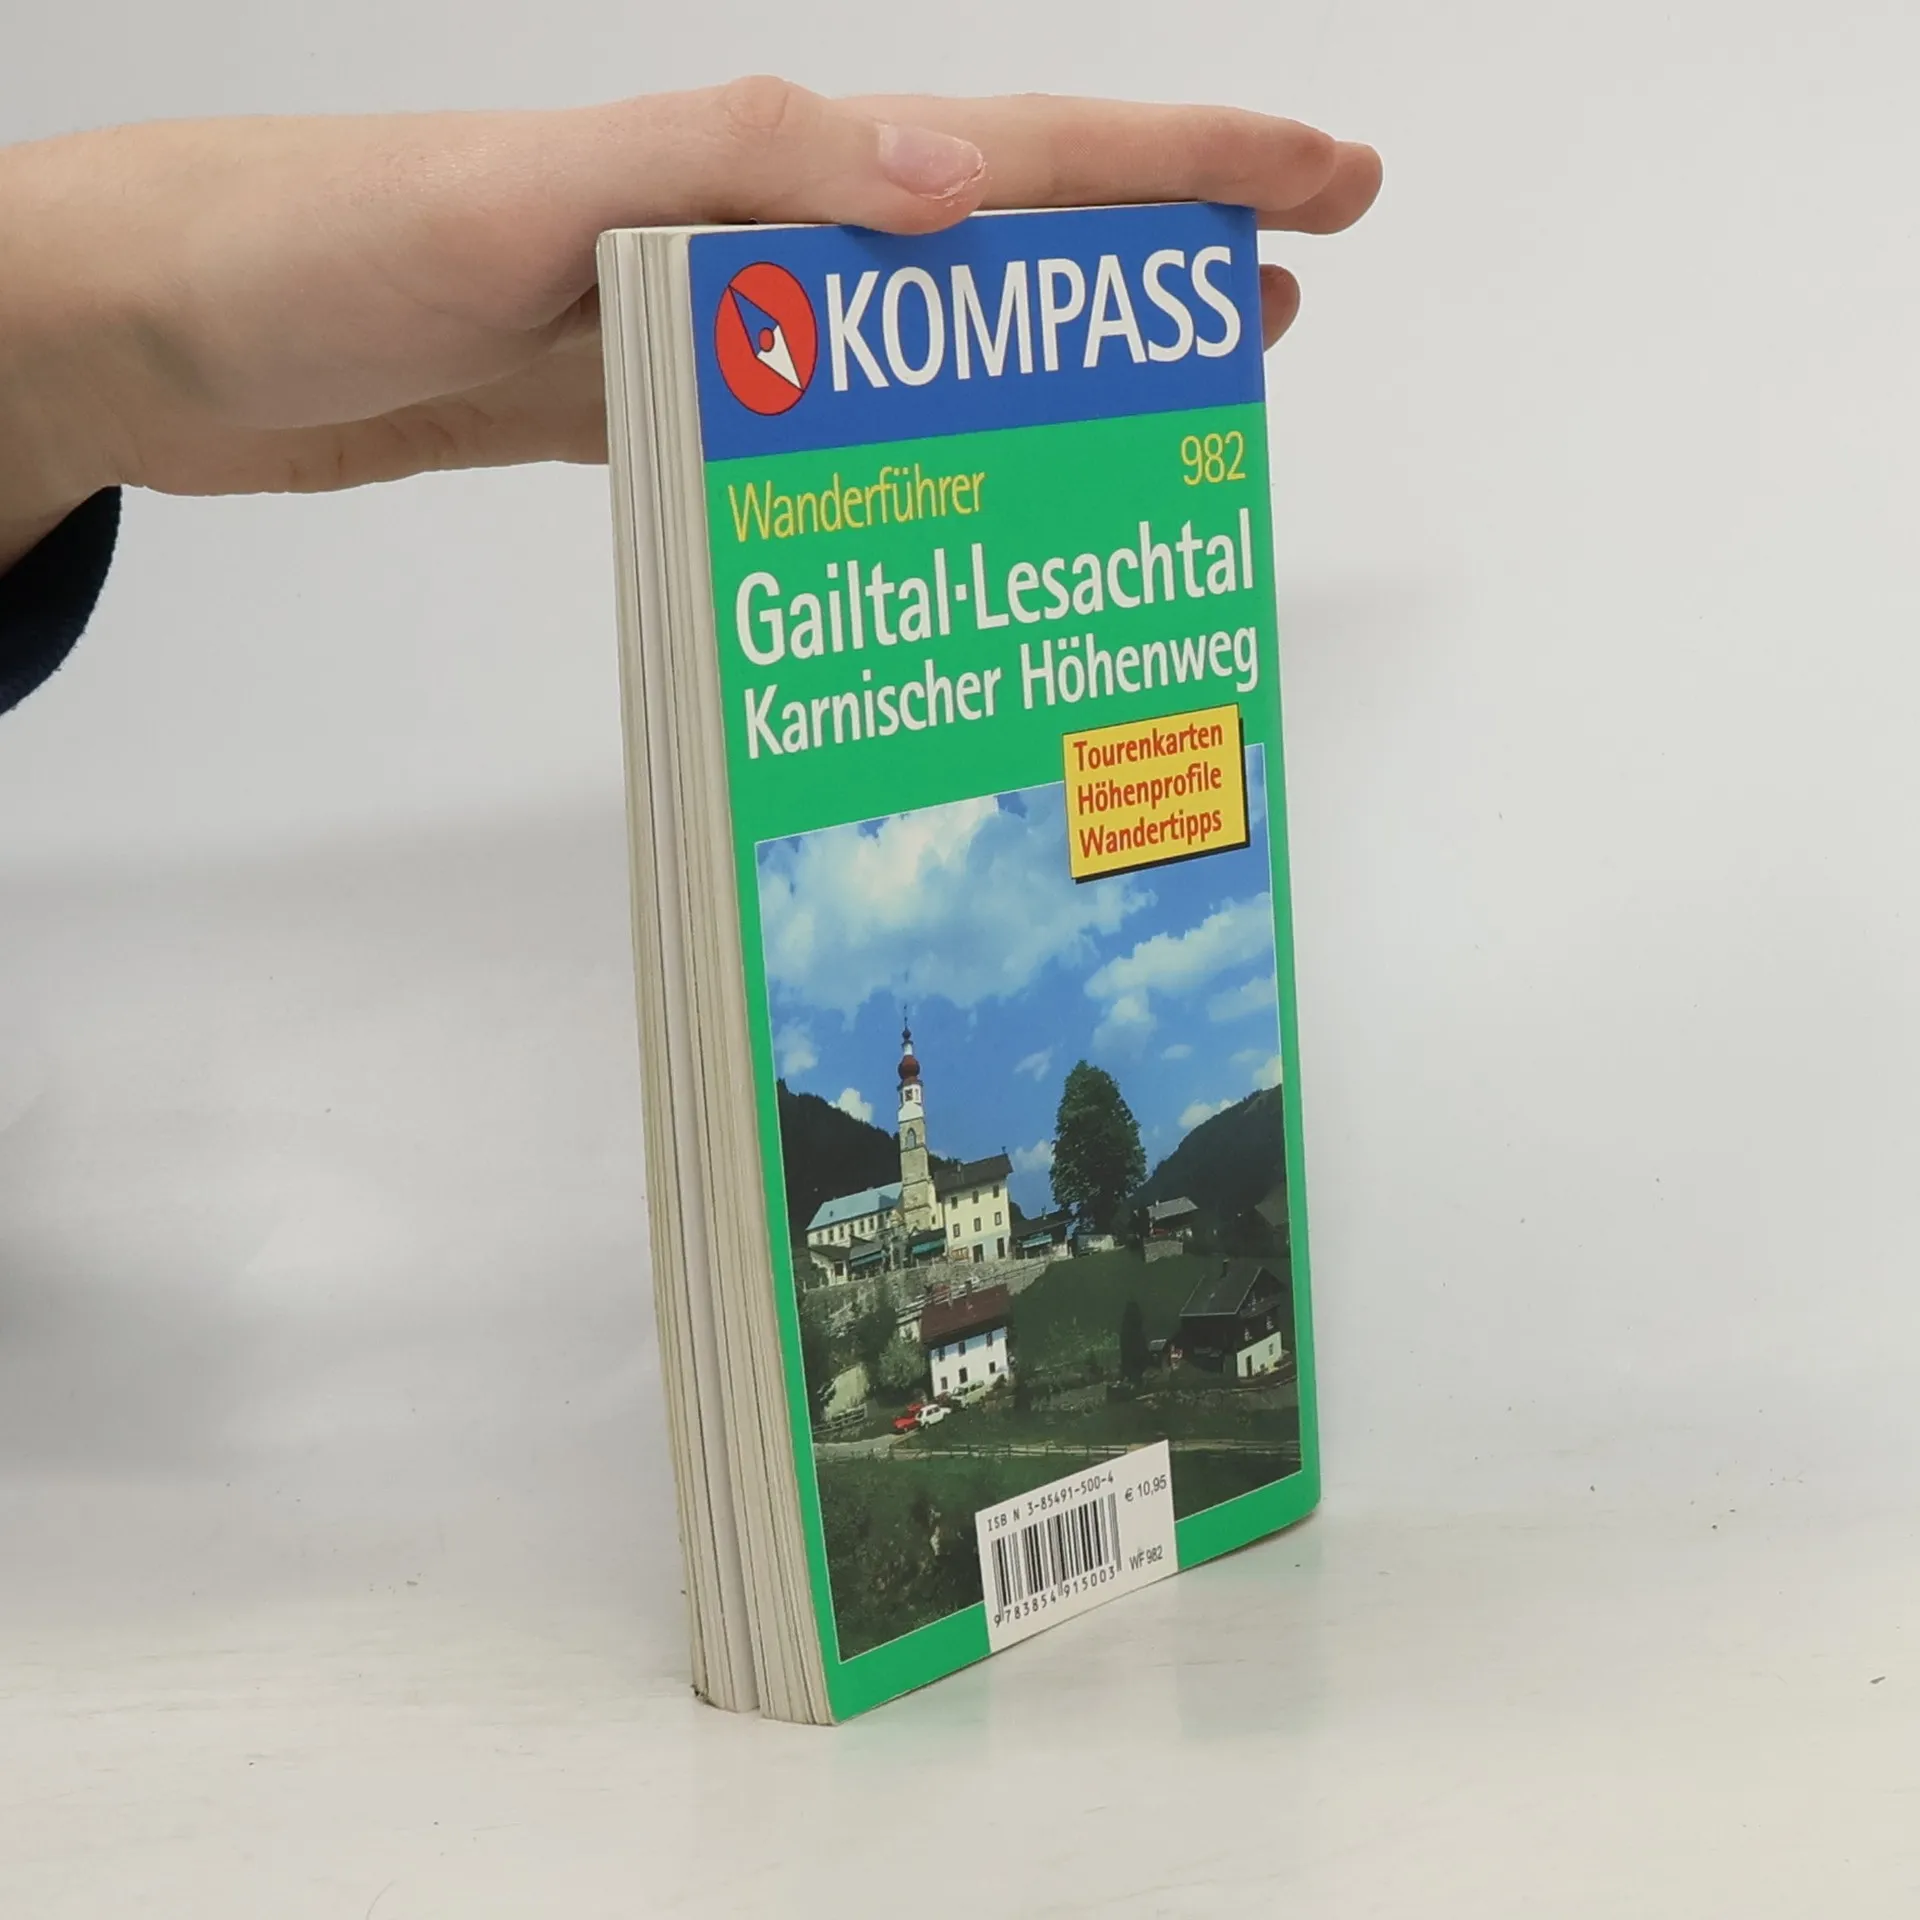 KOMPASS
Wanderführer 982
Gailtal·Lesachtal
Karnischer Höhenweg
Tourenkarten
Höhenprofile
Wandertipps
ISB N 3-85491-500-4
€ 10,95
9 783854 915003
WF 982